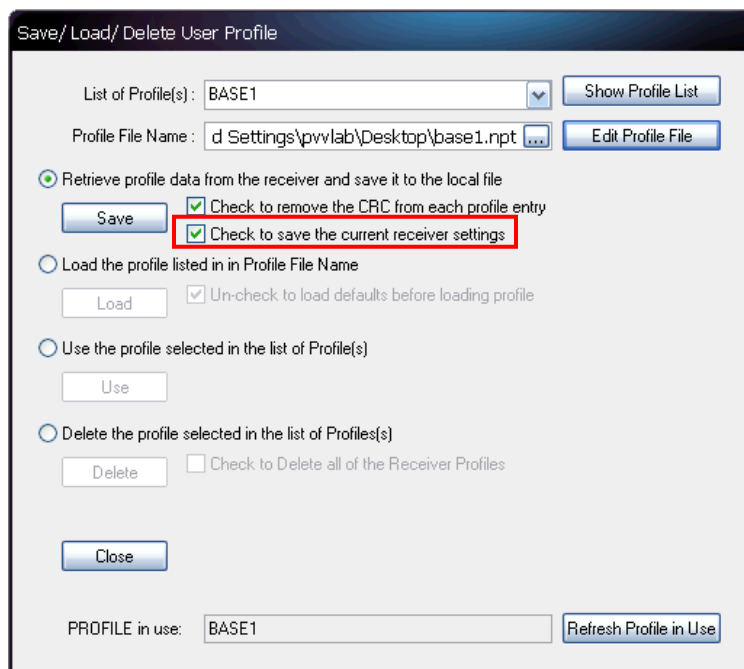 Save/ Load/ Delete User Profile
List of Profile(s) : BASE1 Show Profile List
Profile File Name : d Settings\pvvlab\Desktop\base1.npt ... Edit Profile File
Retrieve profile data from the receiver and save it to the local file
Save Check to remove the CRC from each profile entry
Check to save the current receiver settings
Load the profile listed in in Profile File Name
Load Un-check to load defaults before loading profile
Use the profile selected in the list of Profile(s)
Use
Delete the profile selected in the list of Profiles(s)
Delete Check to Delete all of the Receiver Profiles
Close
PROFILE in use: BASE1 Refresh Profile in Use